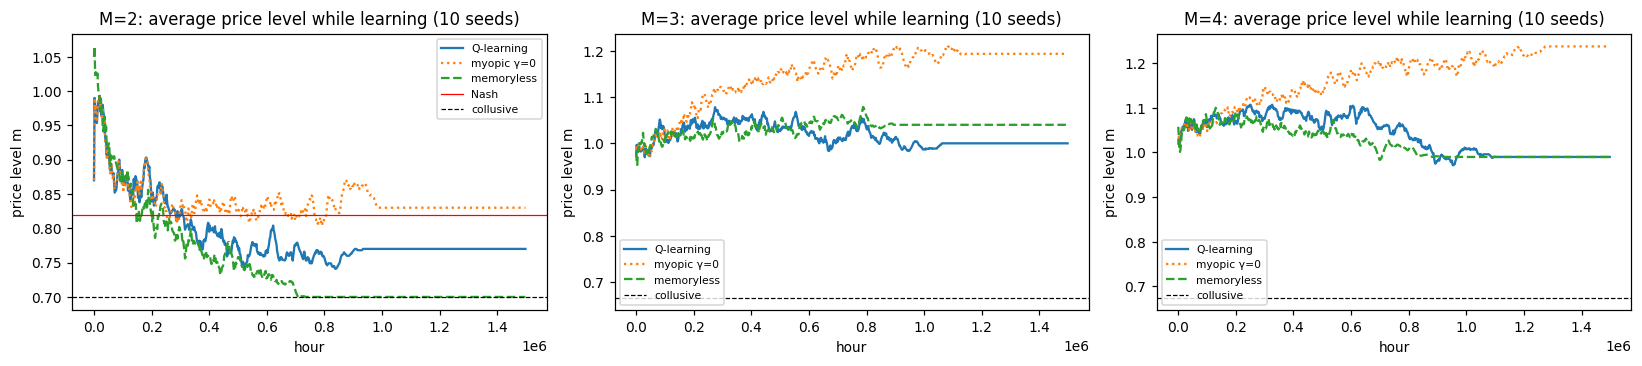 M=2: average price level while learning (10 seeds)
price level m
1.05
1.00
0.95
0.90
0.85
0.80
0.75
0.70
Q-learning
myopic γ=0
memoryless
Nash
collusive
0.0 0.2 0.4 0.6 0.8 1.0 1.2 1.4
1e6
hour
M=3: average price level while learning (10 seeds)
price level m
1.2
1.1
1.0
0.9
0.8
0.7
Q-learning
myopic γ=0
memoryless
collusive
0.0 0.2 0.4 0.6 0.8 1.0 1.2 1.4
1e6
hour
M=4: average price level while learning (10 seeds)
price level m
1.2
1.1
1.0
0.9
0.8
0.7
Q-learning
myopic γ=0
memoryless
collusive
0.0 0.2 0.4 0.6 0.8 1.0 1.2 1.4
1e6
hour